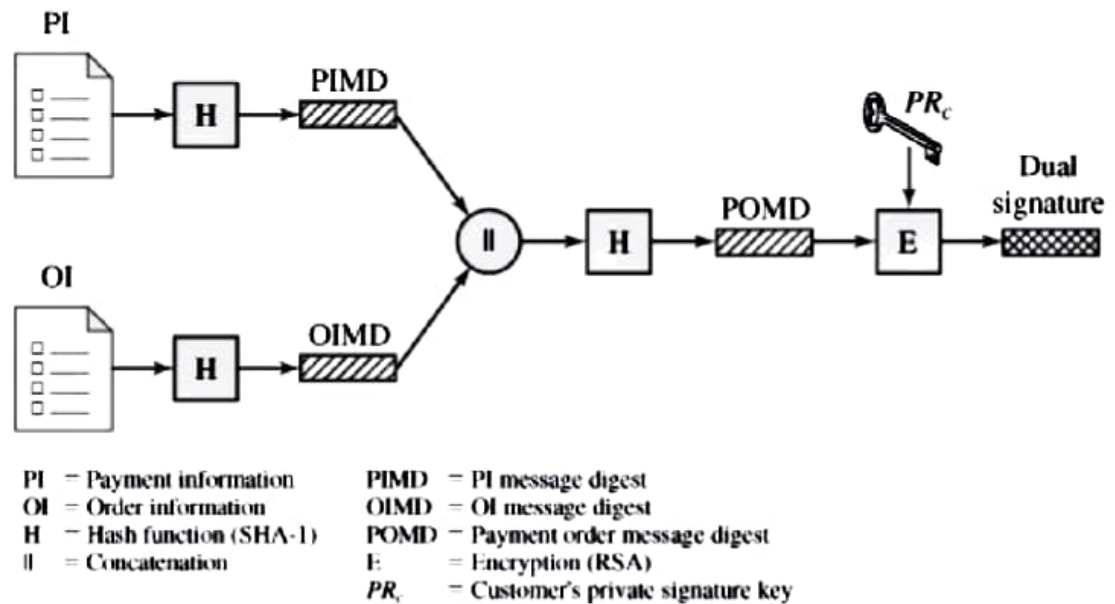 PI
H
PIMD
PRc
Dual
signature
||
H
POMD
E
OI
H
OIMD
PI = Payment information
OI = Order information
H = Hash function (SHA-1)
|| = Concatenation
PIMD = PI message digest
OIMD = OI message digest
POMD = Payment order message digest
E = Encryption (RSA)
PRc = Customer's private signature key